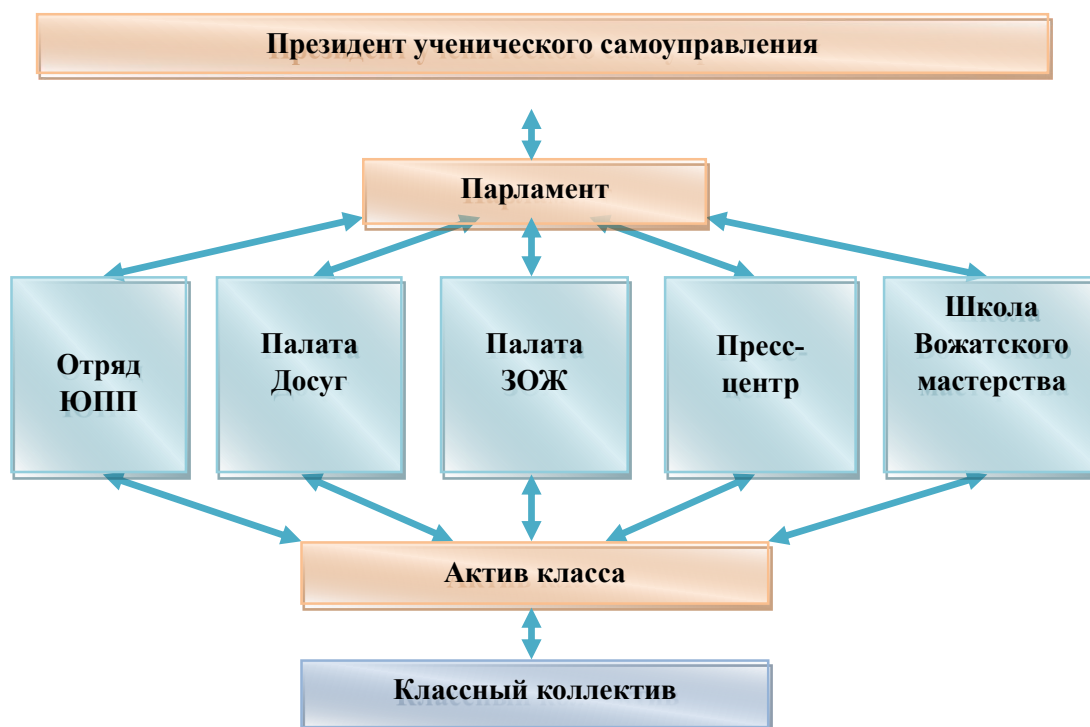 Президент ученического самоуправления
Парламент
Отряд
ЮПП
Палата
Досуг
Палата
ЗОЖ
Пресс-
центр
Школа
Вожатского
мастерства
Актив класса
Классный коллектив